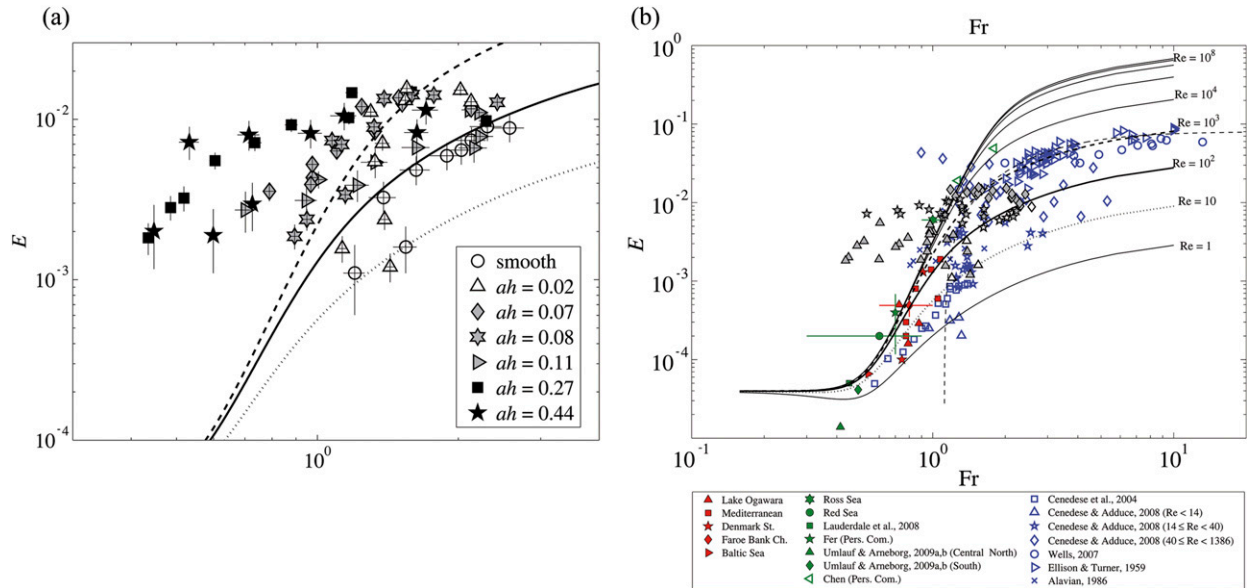 (a)
(b)
Fr
E
10^-2
10^-3
10^-4
10^0
smooth
ah = 0.02
ah = 0.07
ah = 0.08
ah = 0.11
ah = 0.27
ah = 0.44
E
10^0
10^-1
10^-2
10^-3
10^-4
10^-1
10^0
10^1
Re = 10^8
Re = 10^4
Re = 10^3
Re = 10^2
Re = 10
Re = 1
Fr
Lake Ogawara
Mediterranean
Denmark St.
Faroe Bank Ch.
Baltic Sea
Ross Sea
Red Sea
Lauderdale et al., 2008
Fer (Pers. Com.)
Umlauf & Arneborg, 2009a,b (Central North)
Umlauf & Arneborg, 2009a,b (South)
Chen (Pers. Com.)
Cenedese et al., 2004
Cenedese & Adduce, 2008 (Re < 14)
Cenedese & Adduce, 2008 (14 ≤ Re < 40)
Cenedese & Adduce, 2008 (40 ≤ Re < 1386)
Wells, 2007
Ellison & Turner, 1959
Alavian, 1986